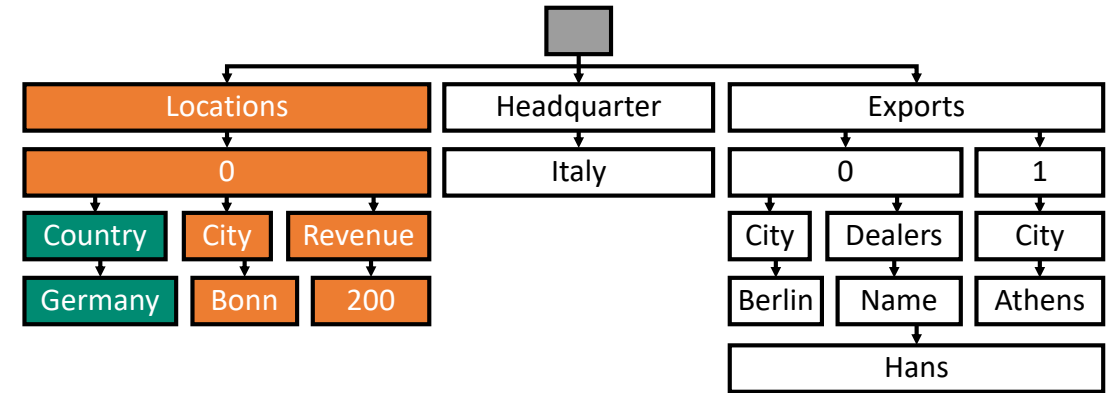 Locations Headquarter Exports
0 Italy 0 1
Country City Revenue City Dealers City
Germany Bonn 200 Berlin Name Athens
Hans